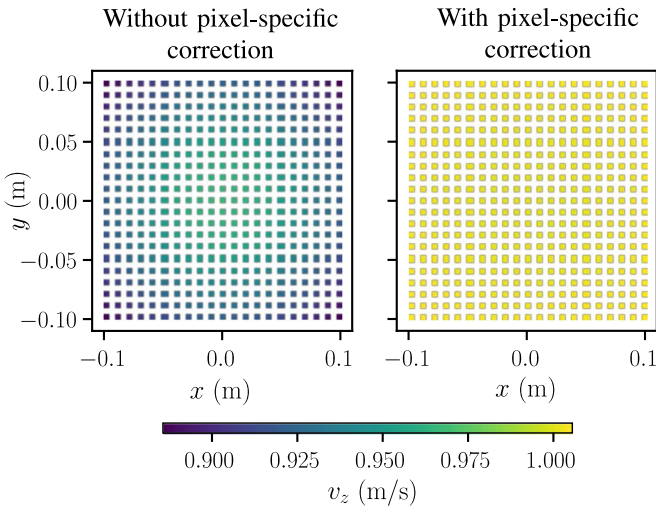 Without pixel-specific
correction
With pixel-specific
correction
0.10
0.05
0.00
−0.05
−0.10
y (m)
−0.1
0.0
0.1
x (m)
−0.1
0.0
0.1
x (m)
0.900
0.925
0.950
0.975
1.000
v_z (m/s)